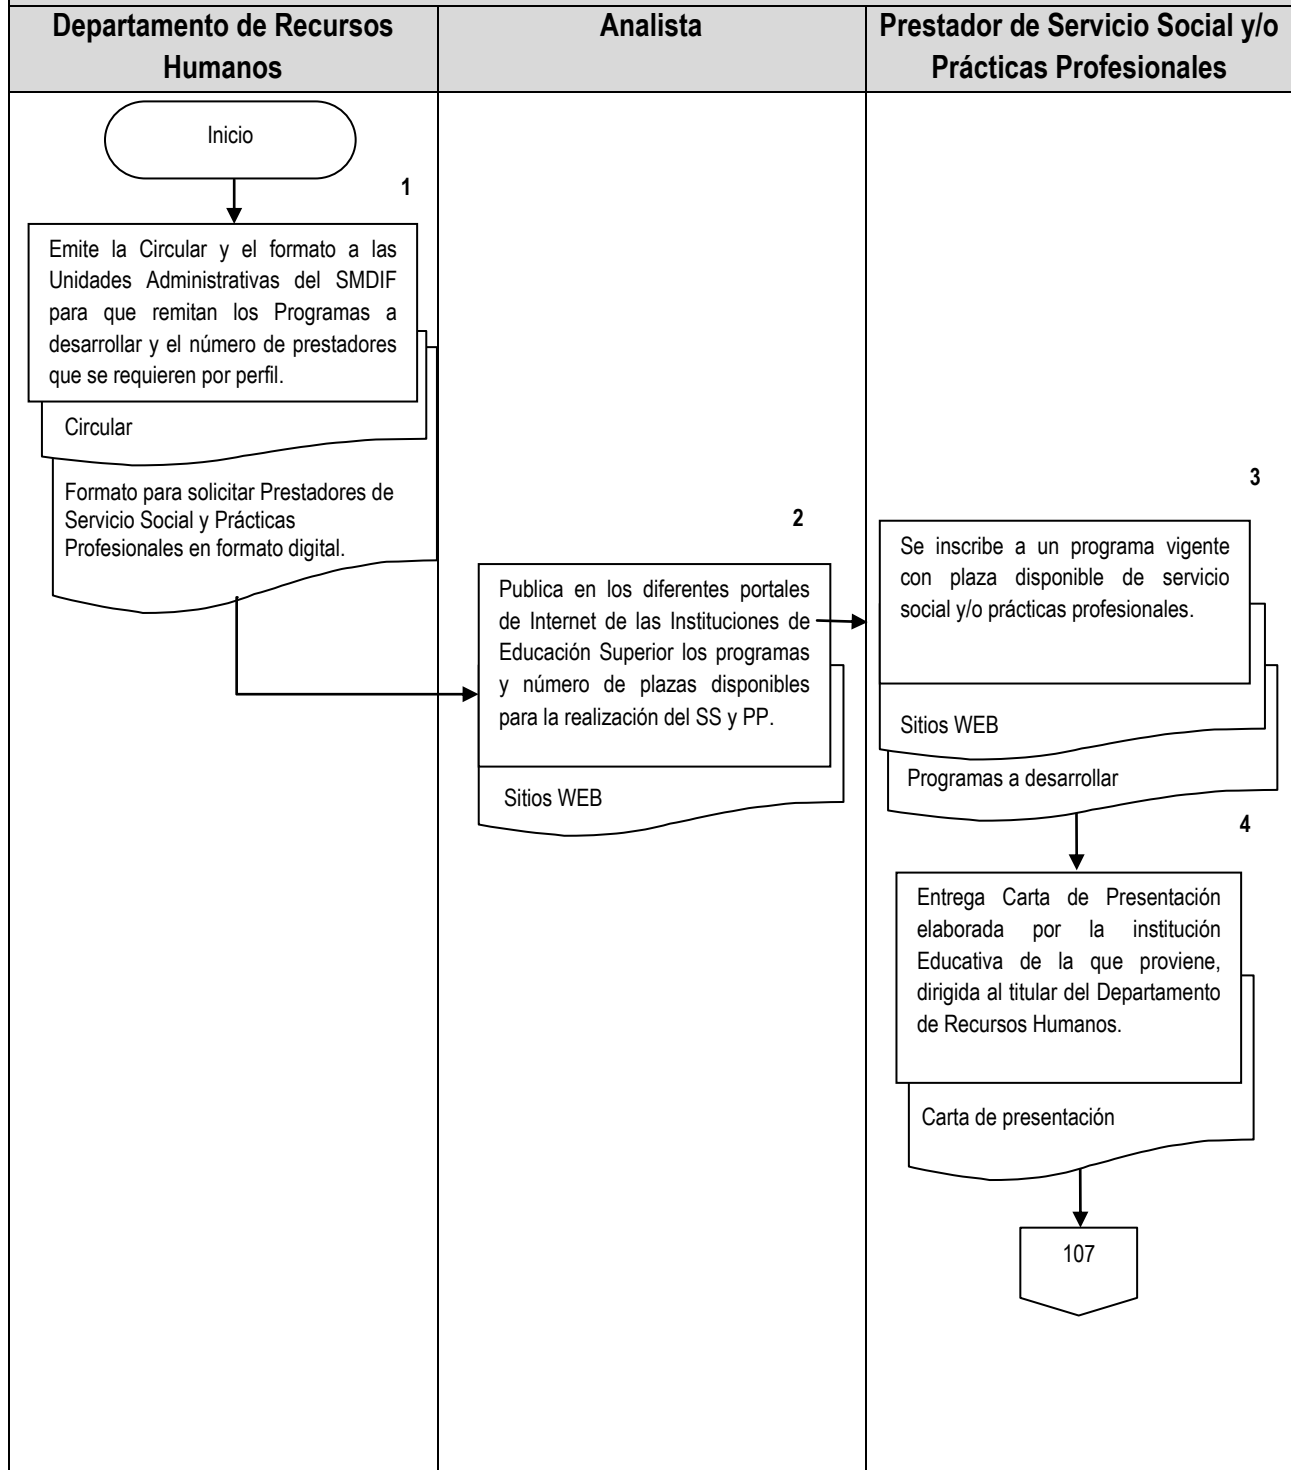 Departamento de Recursos
Humanos
Analista
Prestador de Servicio Social y/o
Prácticas Profesionales
Inicio
1
Emite la Circular y el formato a las
Unidades Administrativas del SMDIF
para que remitan los Programas a
desarrollar y el número de prestadores
que se requieren por perfil.
Circular
Formato para solicitar Prestadores de
Servicio Social y Prácticas
Profesionales en formato digital.
2
Publica en los diferentes portales
de Internet de las Instituciones de
Educación Superior los programas
y número de plazas disponibles
para la realización del SS y PP.
Sitios WEB
3
Se inscribe a un programa vigente
con plaza disponible de servicio
social y/o prácticas profesionales.
Sitios WEB
Programas a desarrollar
4
Entrega Carta de Presentación
elaborada por la institución
Educativa de la que proviene,
dirigida al titular del Departamento
de Recursos Humanos.
Carta de presentación
107